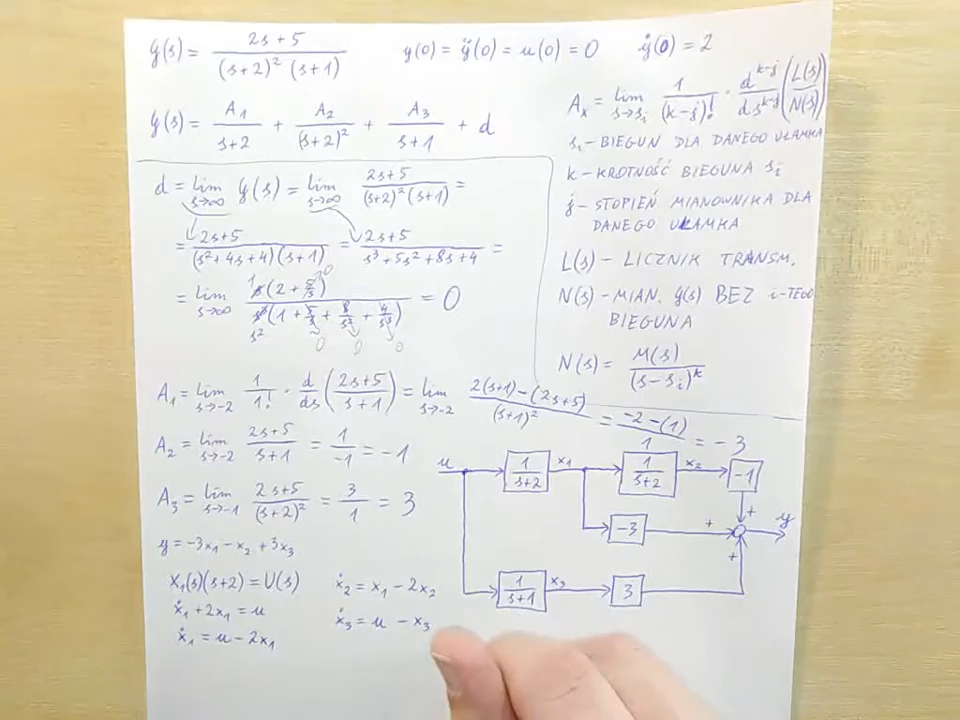 G(s) = (2s+5)/((s+2)² (s+1))
y(0) = ÿ(0) = u(0) = 0
ẏ(0) = 2
G(s) = A₁/(s+2) + A₂/(s+2)² + A₃/(s+1) + d
Aₓ = lim s→sᵢ 1/(k-j)! · d^(k-j)/ds^(k-j) (L(s)/N(s))
sᵢ - BIEGUN DLA DANEGO UŁAMKA
k - KROTNOŚĆ BIEGUNA sᵢ
j - STOPIEŃ MIANOWNIKA DLA
DANEGO UŁAMKA
L(s) - LICZNIK TRANSM.
N(s) - MIAN. G(s) BEZ i-TEGO
BIEGUNA
N(s) = M(s)/(s-sᵢ)^k
d = lim s→∞ G(s) = lim s→∞ (2s+5)/((s+2)²(s+1)) =
= (2s+5)/((s²+4s+4)(s+1)) = (2s+5)/(s³+5s²+8s+4) =
= lim s→∞ s(2+5/s)/(s³(1+5/s+8/s²+4/s³)) = 0
A₁ = lim s→-2 1/1! · d/ds ((2s+5)/(s+1)) = lim s→-2 (2(s+1)-(2s+5))/(s+1)² = (-2-(1))/1 = -3
A₂ = lim s→-2 (2s+5)/(s+1) = 1/-1 = -1
A₃ = lim s→-1 (2s+5)/(s+2)² = 3/1 = 3
y = -3x₁ - x₂ + 3x₃
X₁(s)(s+2) = U(s)
ẋ₁ + 2x₁ = u
ẋ₁ = u - 2x₁
ẋ₂ = x₁ - 2x₂
ẋ₃ = u - x₃
u 1/(s+2) x₁ 1/(s+2) x₂ -1
+
-3 + y
+
1/(s+1) x₃ 3